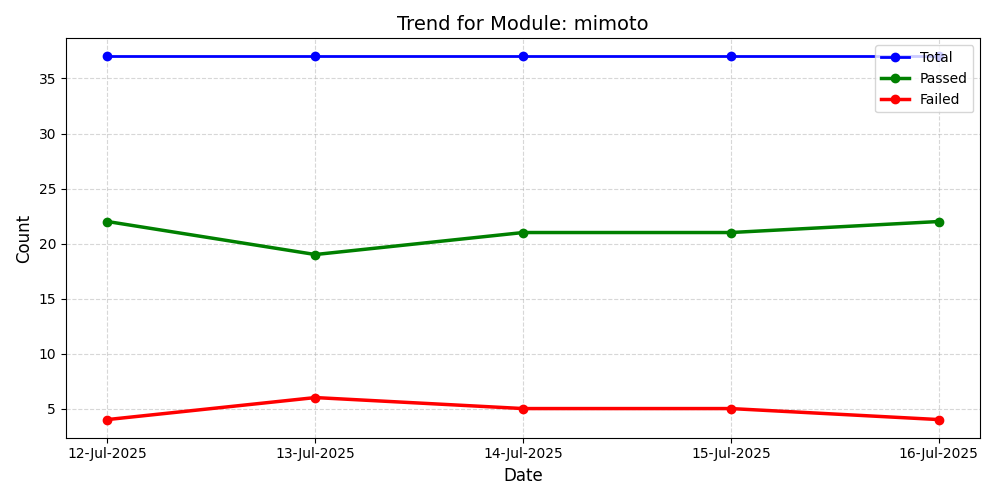 Trend for Module: mimoto
Total
Passed
Failed
Count
35
30
25
20
15
10
5
12-Jul-2025
13-Jul-2025
14-Jul-2025
15-Jul-2025
16-Jul-2025
Date